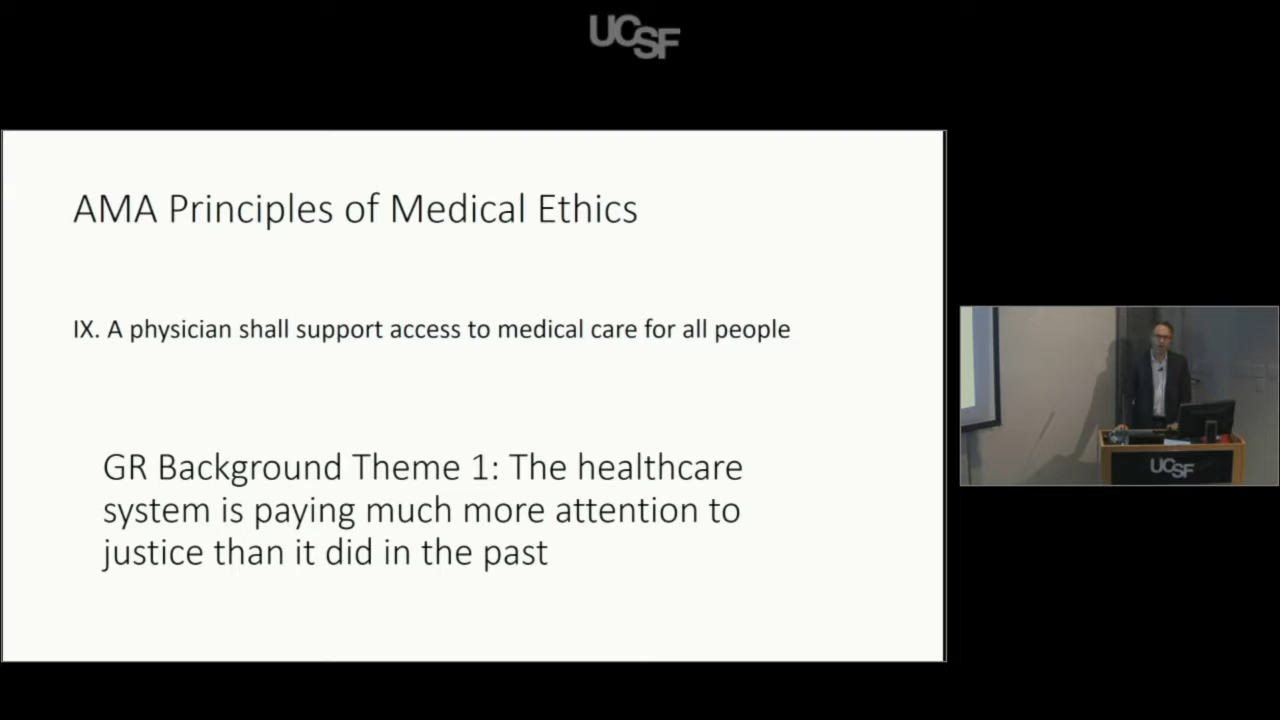 UCSF
AMA Principles of Medical Ethics
IX. A physician shall support access to medical care for all people
GR Background Theme 1: The healthcare
system is paying much more attention to
justice than it did in the past
UCSF